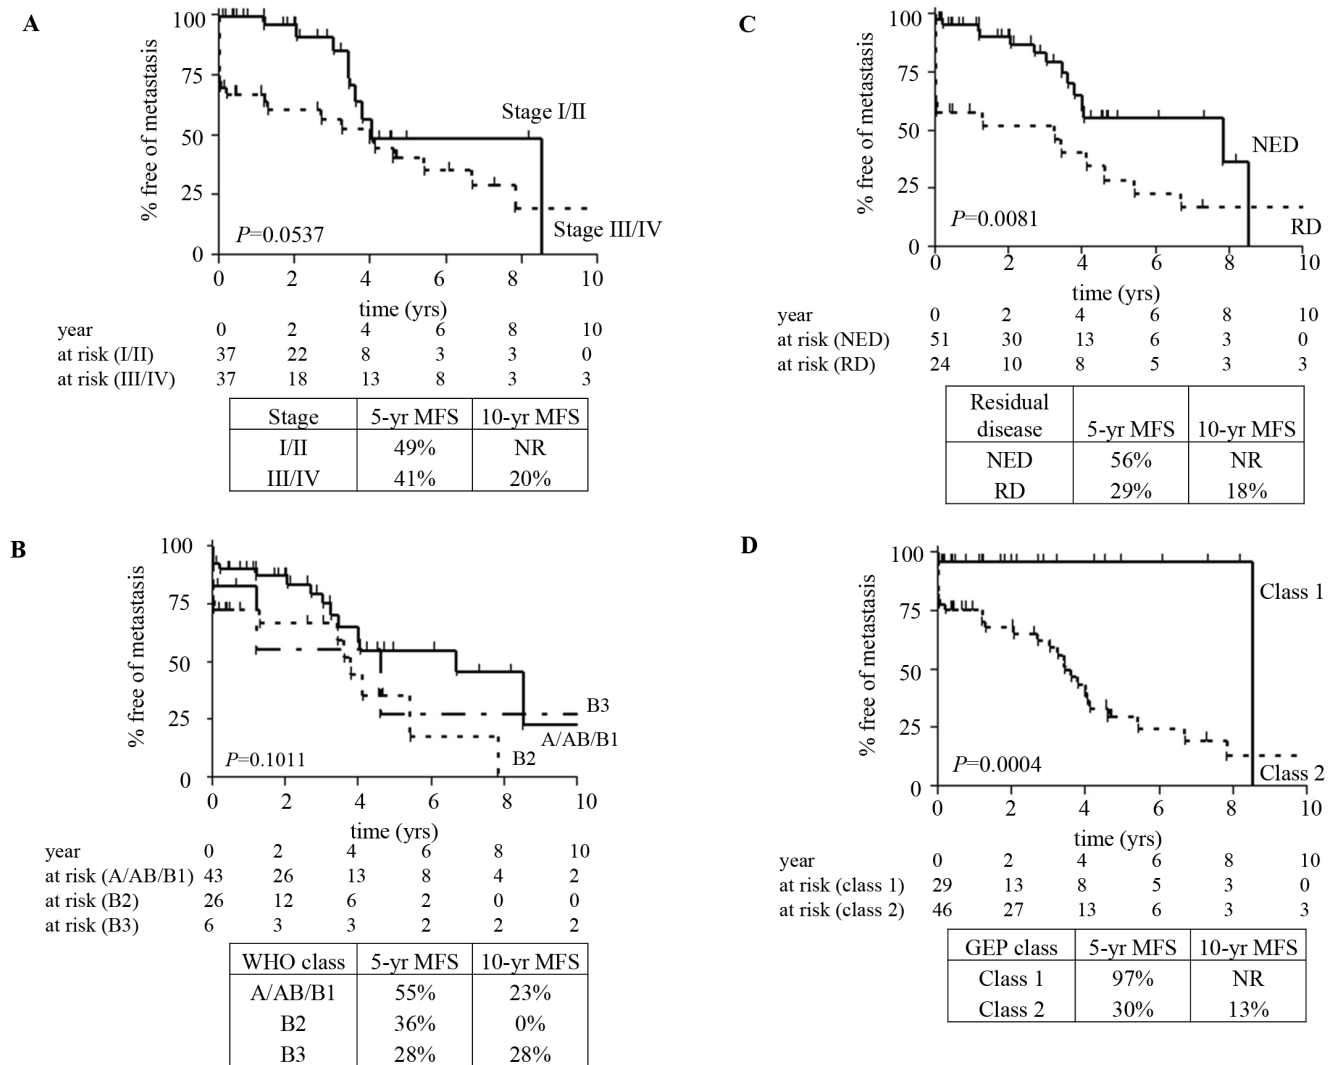 A
% free of metastasis
100
75
50
25
0
Stage I/II
Stage III/IV
P=0.0537
0 2 4 6 8 10
time (yrs)
year 0 2 4 6 8 10
at risk (I/II) 37 22 8 3 3 0
at risk (III/IV) 37 18 13 8 3 3
Stage 5-yr MFS 10-yr MFS
I/II 49% NR
III/IV 41% 20%
B
% free of metastasis
100
75
50
25
0
B3
A/AB/B1
B2
P=0.1011
0 2 4 6 8 10
time (yrs)
year 0 2 4 6 8 10
at risk (A/AB/B1) 43 26 13 8 4 2
at risk (B2) 26 12 6 2 0 0
at risk (B3) 6 3 3 2 2 2
WHO class 5-yr MFS 10-yr MFS
A/AB/B1 55% 23%
B2 36% 0%
B3 28% 28%
C
% free of metastasis
100
75
50
25
0
NED
RD
P=0.0081
0 2 4 6 8 10
time (yrs)
year 0 2 4 6 8 10
at risk (NED) 51 30 13 6 3 0
at risk (RD) 24 10 8 5 3 3
Residual
disease 5-yr MFS 10-yr MFS
NED 56% NR
RD 29% 18%
D
% free of metastasis
100
75
50
25
0
Class 1
Class 2
P=0.0004
0 2 4 6 8 10
time (yrs)
year 0 2 4 6 8 10
at risk (class 1) 29 13 8 5 3 0
at risk (class 2) 46 27 13 6 3 3
GEP class 5-yr MFS 10-yr MFS
Class 1 97% NR
Class 2 30% 13%